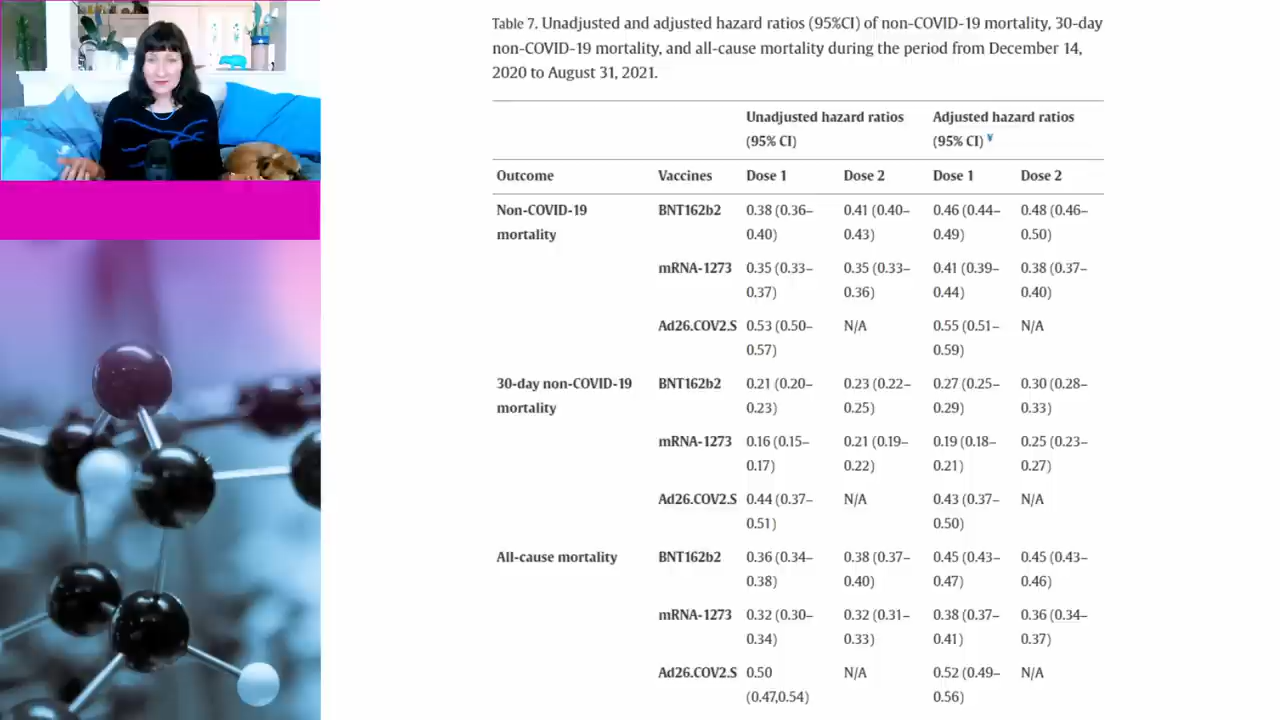 Table 7. Unadjusted and adjusted hazard ratios (95%CI) of non-COVID-19 mortality, 30-day
non-COVID-19 mortality, and all-cause mortality during the period from December 14,
2020 to August 31, 2021.
Unadjusted hazard ratios Adjusted hazard ratios
(95% CI) (95% CI) ¥
Outcome Vaccines Dose 1 Dose 2 Dose 1 Dose 2
Non-COVID-19 BNT162b2 0.38 (0.36– 0.41 (0.40– 0.46 (0.44– 0.48 (0.46–
mortality 0.40) 0.43) 0.49) 0.50)
mRNA-1273 0.35 (0.33– 0.35 (0.33– 0.41 (0.39– 0.38 (0.37–
0.37) 0.36) 0.44) 0.40)
Ad26.COV2.S 0.53 (0.50– N/A 0.55 (0.51– N/A
0.57) 0.59)
30-day non-COVID-19 BNT162b2 0.21 (0.20– 0.23 (0.22– 0.27 (0.25– 0.30 (0.28–
mortality 0.23) 0.25) 0.29) 0.33)
mRNA-1273 0.16 (0.15– 0.21 (0.19– 0.19 (0.18– 0.25 (0.23–
0.17) 0.22) 0.21) 0.27)
Ad26.COV2.S 0.44 (0.37– N/A 0.43 (0.37– N/A
0.51) 0.50)
All-cause mortality BNT162b2 0.36 (0.34– 0.38 (0.37– 0.45 (0.43– 0.45 (0.43–
0.38) 0.40) 0.47) 0.46)
mRNA-1273 0.32 (0.30– 0.32 (0.31– 0.38 (0.37– 0.36 (0.34–
0.34) 0.33) 0.41) 0.37)
Ad26.COV2.S 0.50 N/A 0.52 (0.49– N/A
(0.47,0.54) 0.56)